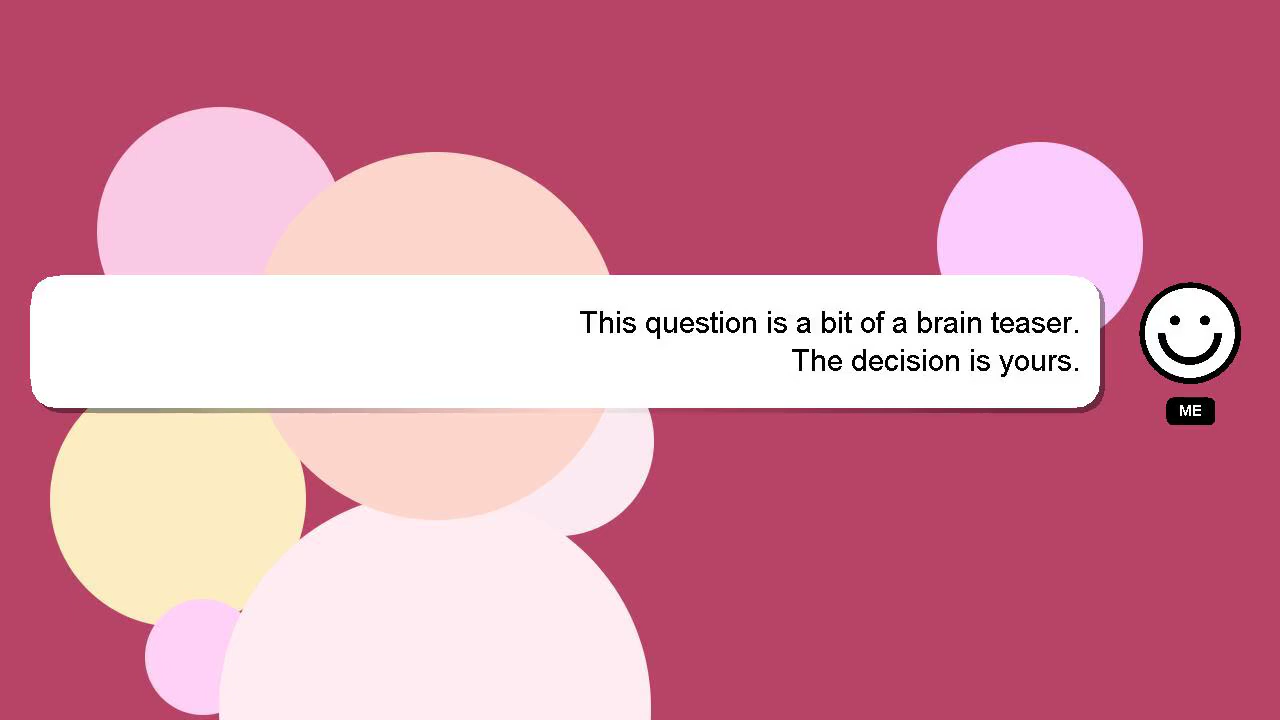 This question is a bit of a brain teaser.
The decision is yours.
ME